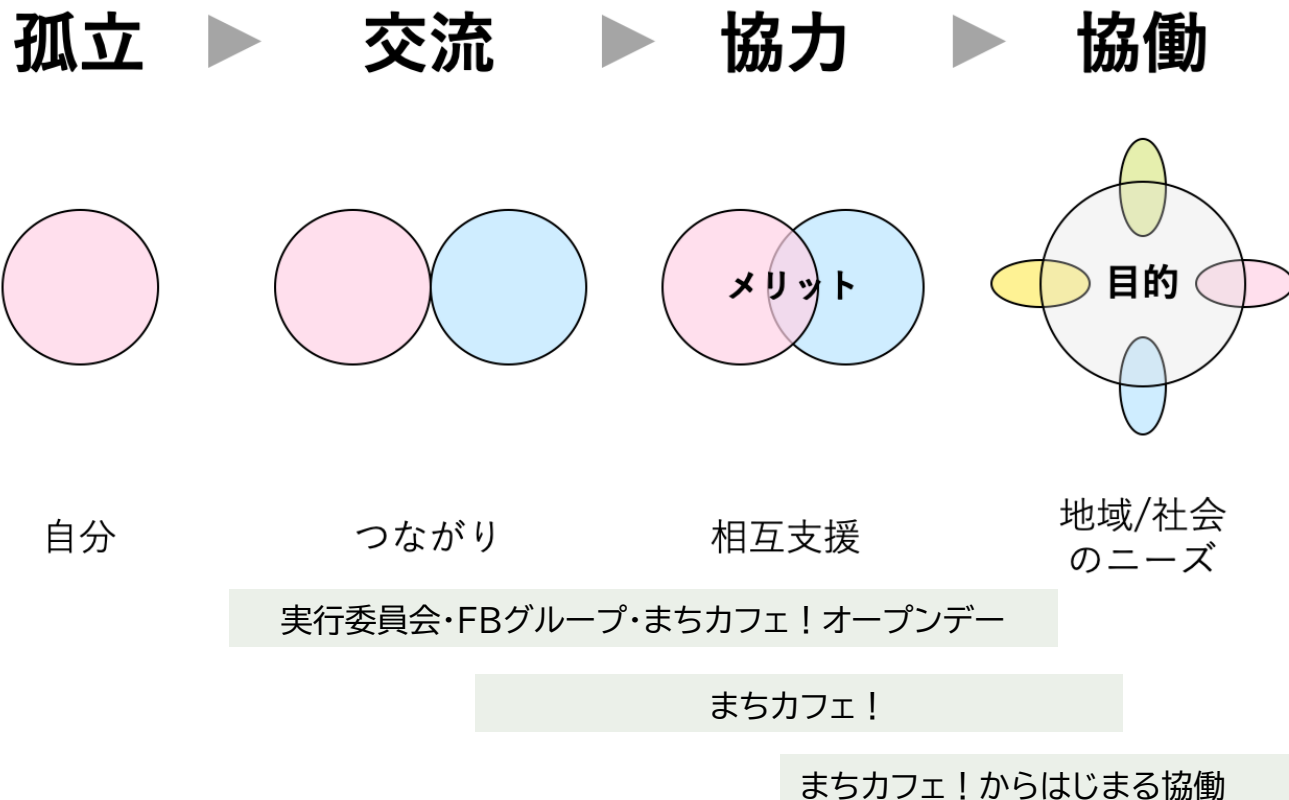 孤立 交流 協力 協働
メリット 目的
自分 つながり 相互支援 地域/社会
のニーズ
実行委員会・FBグループ・まちカフェ！オープンデー
まちカフェ！
まちカフェ！からはじまる協働